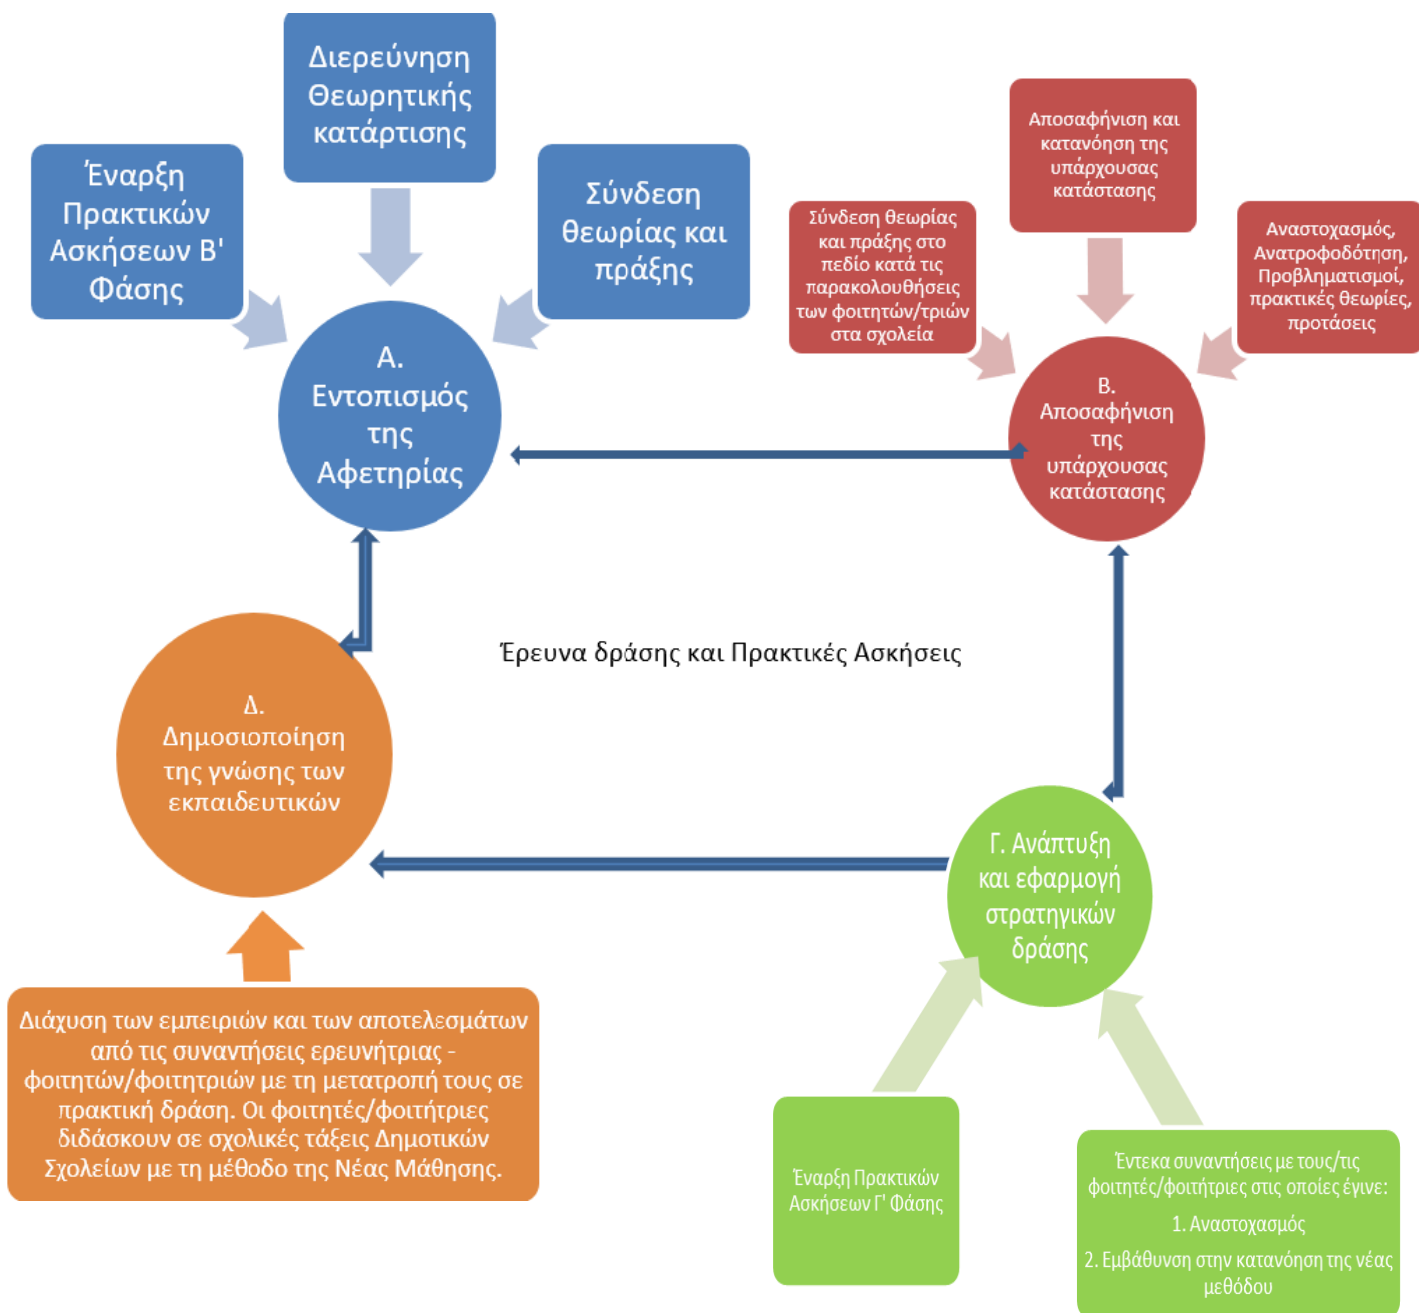 Διερεύνηση
Θεωρητικής
κατάρτισης
Έναρξη
Πρακτικών
Ασκήσεων Β'
Φάσης
Σύνδεση
θεωρίας και
πράξης
Α.
Εντοπισμός
της
Αφετηρίας
Αποσαφήνιση και
κατανόηση της
υπάρχουσας
κατάστασης
Σύνδεση θεωρίας
και πράξης στο
πεδίο κατά τις
παρακολουθήσεις
των φοιτητών/τριών
στα σχολεία
Αναστοχασμός,
Ανατροφοδότηση,
Προβληματισμοί,
πρακτικές θεωρίες,
προτάσεις
Β.
Αποσαφήνιση
της
υπάρχουσας
κατάστασης
Έρευνα δράσης και Πρακτικές Ασκήσεις
Δ.
Δημοσιοποίηση
της γνώσης των
εκπαιδευτικών
Γ. Ανάπτυξη
και εφαρμογή
στρατηγικών
δράσης
Διάχυση των εμπειριών και των αποτελεσμάτων
από τις συναντήσεις ερευνήτριας -
φοιτητών/φοιτητριών με τη μετατροπή τους σε
πρακτική δράση. Οι φοιτητές/φοιτήτριες
διδάσκουν σε σχολικές τάξεις Δημοτικών
Σχολείων με τη μέθοδο της Νέας Μάθησης.
Έναρξη Πρακτικών
Ασκήσεων Γ' Φάσης
Έντεκα συναντήσεις με τους/τις
φοιτητές/φοιτήτριες στις οποίες έγινε:
1. Αναστοχασμός
2. Εμβάθυνση στην κατανόηση της νέας
μεθόδου